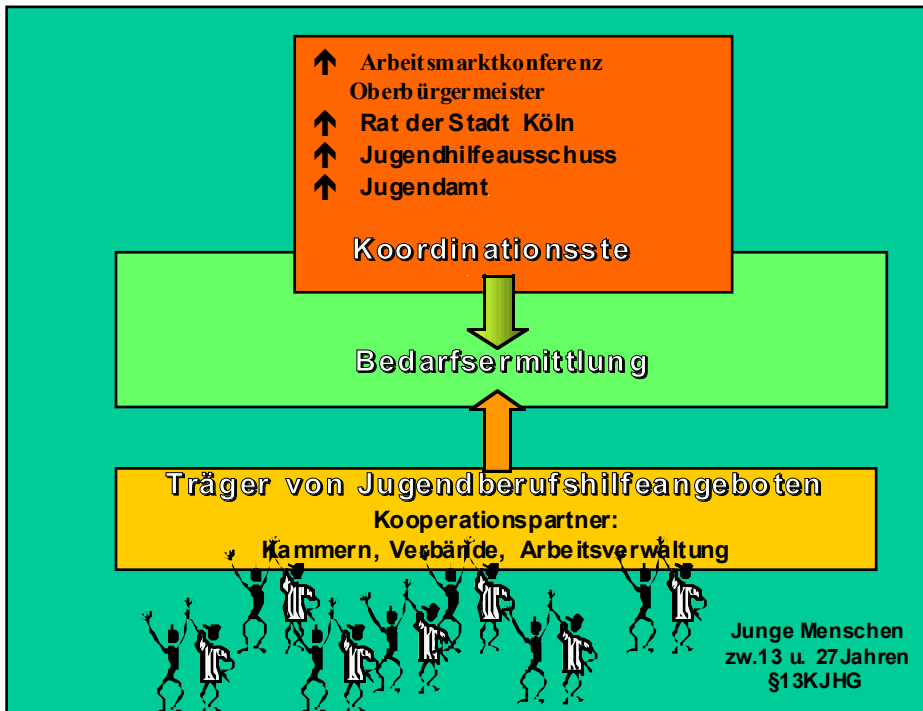 Arbeitsmarktkonferenz
Oberbürgermeister
Rat der Stadt Köln
Jugendhilfeausschuss
Jugendamt
Koordinationsste
Bedarfsermittlung
Träger von Jugendberufshilfeangeboten
Kooperationspartner:
Kammern, Verbände, Arbeitsverwaltung
Junge Menschen
zw.13 u. 27Jahren
§13KJHG